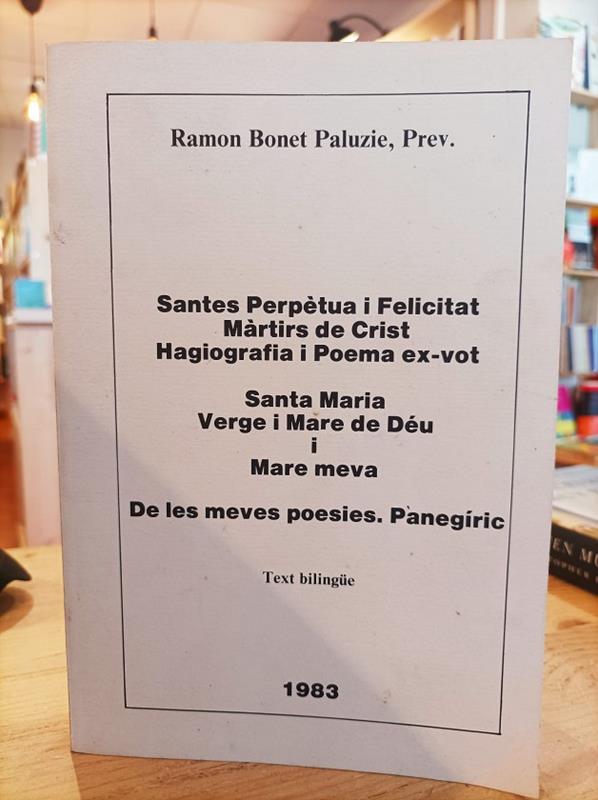 Ramon Bonet Paluzie, Prev.
Santes Perpètua i Felicitat
Màrtirs de Crist
Hagiografia i Poema ex-vot
Santa Maria
Verge i Mare de Déu
i
Mare meva
De les meves poesies. Panegíric
Text bilingüe
1983